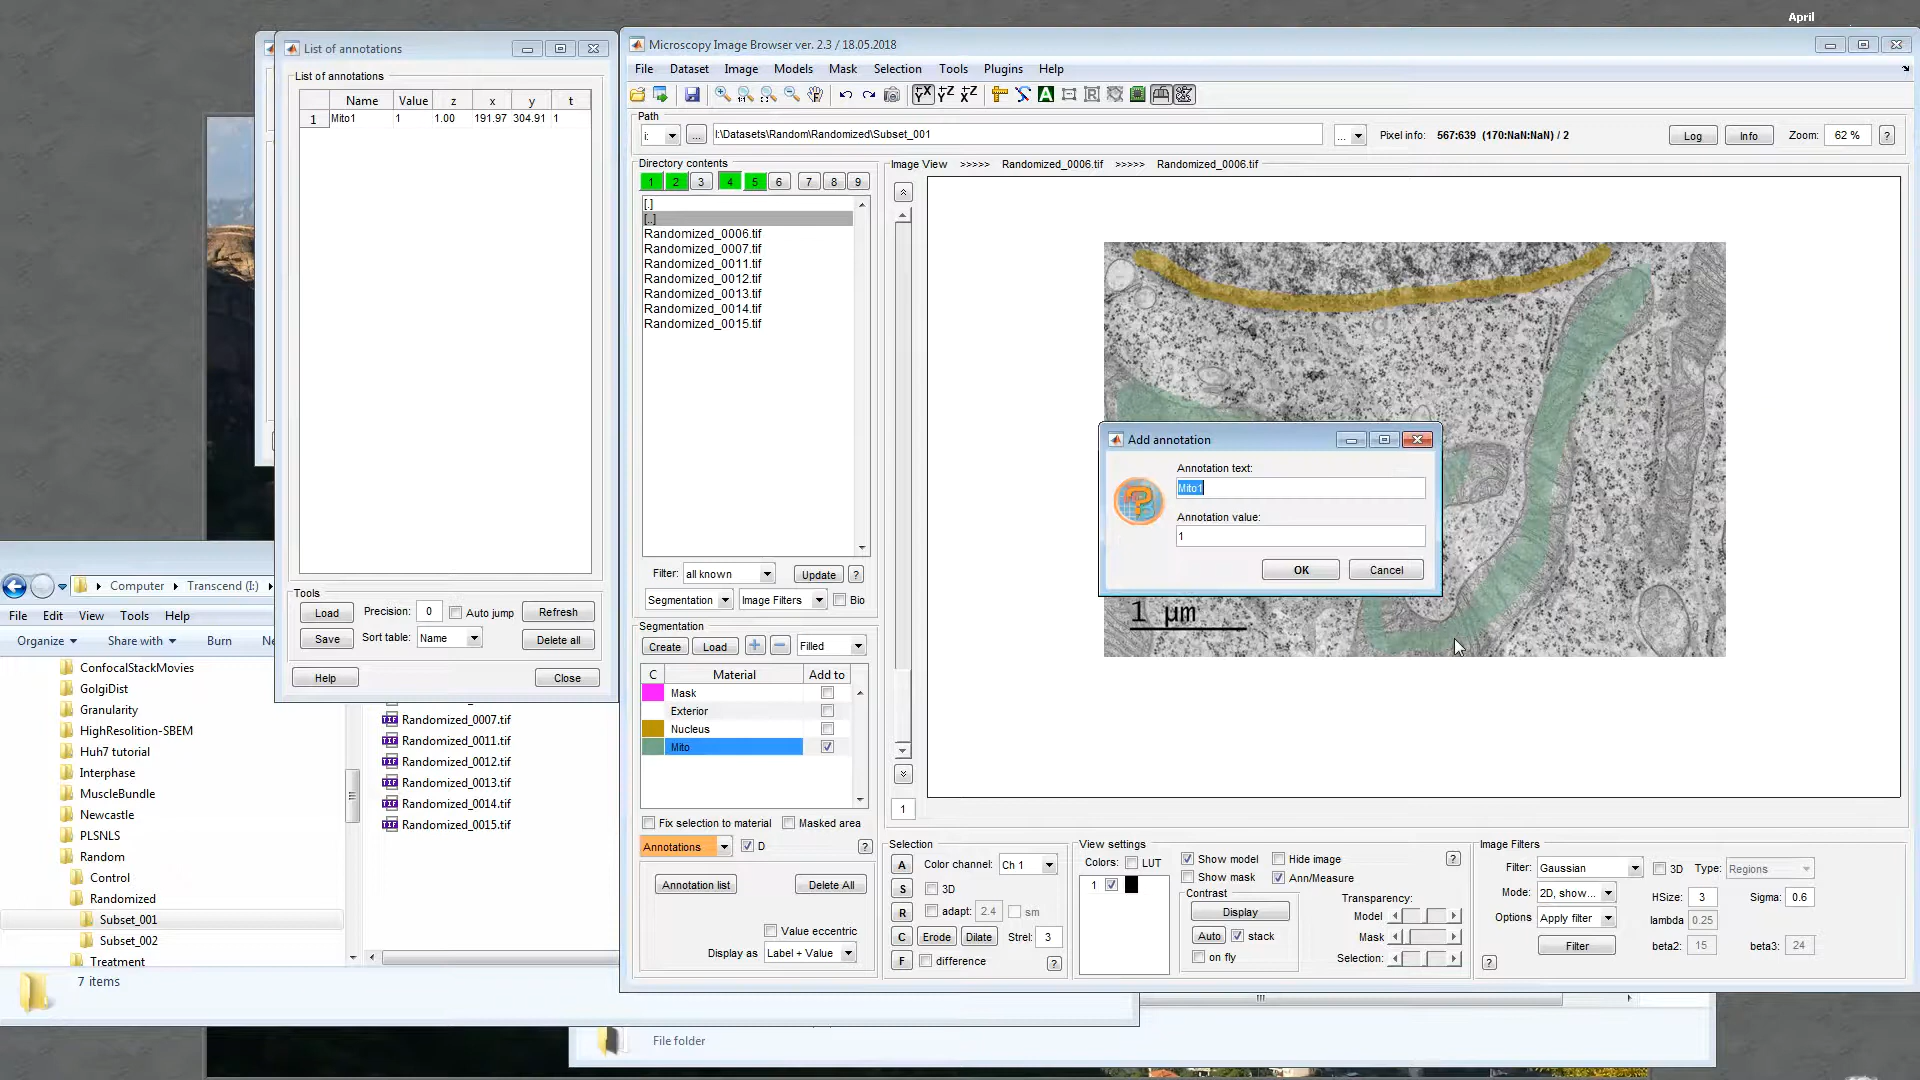 April
List of annotations
List of annotations
Name Value z x y t
1 Mito1 1 1.00 191.97 304.91 1
Tools
Load Precision: 0 Auto jump Refresh
Save Sort table: Name Delete all
Help Close
Microscopy Image Browser ver. 2.3 / 18.05.2018
File Dataset Image Models Mask Selection Tools Plugins Help
Path
i: ... I:\Datasets\Random\Randomized\Subset_001 ... Pixel info: 567:639 (170:NaN:NaN) / 2 Log Info Zoom: 62 % ?
Directory contents
1 2 3 4 5 6 7 8 9
[.]
[..]
Randomized_0006.tif
Randomized_0007.tif
Randomized_0011.tif
Randomized_0012.tif
Randomized_0013.tif
Randomized_0014.tif
Randomized_0015.tif
Filter: all known Update ?
Segmentation Image Filters Bio
Segmentation
Create Load + − Filled
C Material Add to
Mask
Exterior
Nucleus
Mito
Fix selection to material Masked area
Annotations D ?
Annotation list Delete All
Value eccentric
Display as Label + Value
Image View >>>>> Randomized_0006.tif >>>>> Randomized_0006.tif
1
1 µm
Add annotation
Annotation text:
Mito1
Annotation value:
1
OK Cancel
Selection
A Color channel: Ch 1
S 3D
R adapt: 2.4 sm
C Erode Dilate Strel: 3
F difference ?
View settings
Colors: LUT Show model Hide image ?
1 Show mask Ann/Measure
Contrast Transparency:
Display Model
Auto stack Mask
on fly Selection:
Image Filters
Filter: Gaussian 3D Type: Regions
Mode: 2D, show... HSize: 3 Sigma: 0.6
Options Apply filter lambda 0.25
Filter beta2: 15 beta3: 24
?
Computer Transcend (I:)
File Edit View Tools Help
Organize Share with Burn
ConfocalStackMovies
GolgiDist
Granularity
HighResolition-SBEM
Huh7 tutorial
Interphase
MuscleBundle
Newcastle
PLSNLS
Random
Control
Randomized
Subset_001
Subset_002
Treatment
Randomized_0007.tif
Randomized_0011.tif
Randomized_0012.tif
Randomized_0013.tif
Randomized_0014.tif
Randomized_0015.tif
7 items
File folder